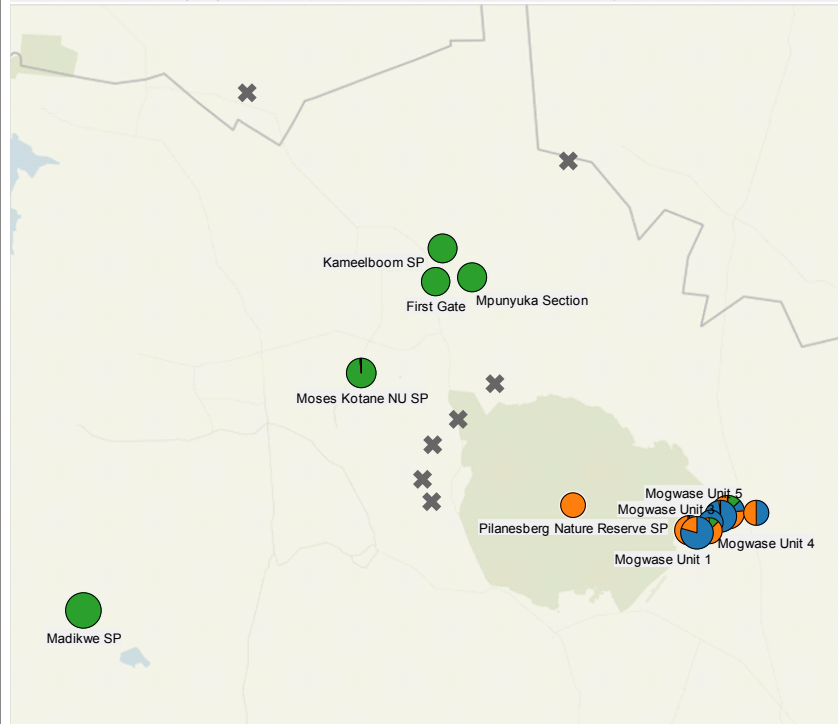 Kameelboom SP
First Gate
Mpunyuka Section
Moses Kotane NU SP
Mogwase Unit 5
Mogwase Unit 3
Pilanesberg Nature Reserve SP
Mogwase Unit 4
Mogwase Unit 1
Madikwe SP